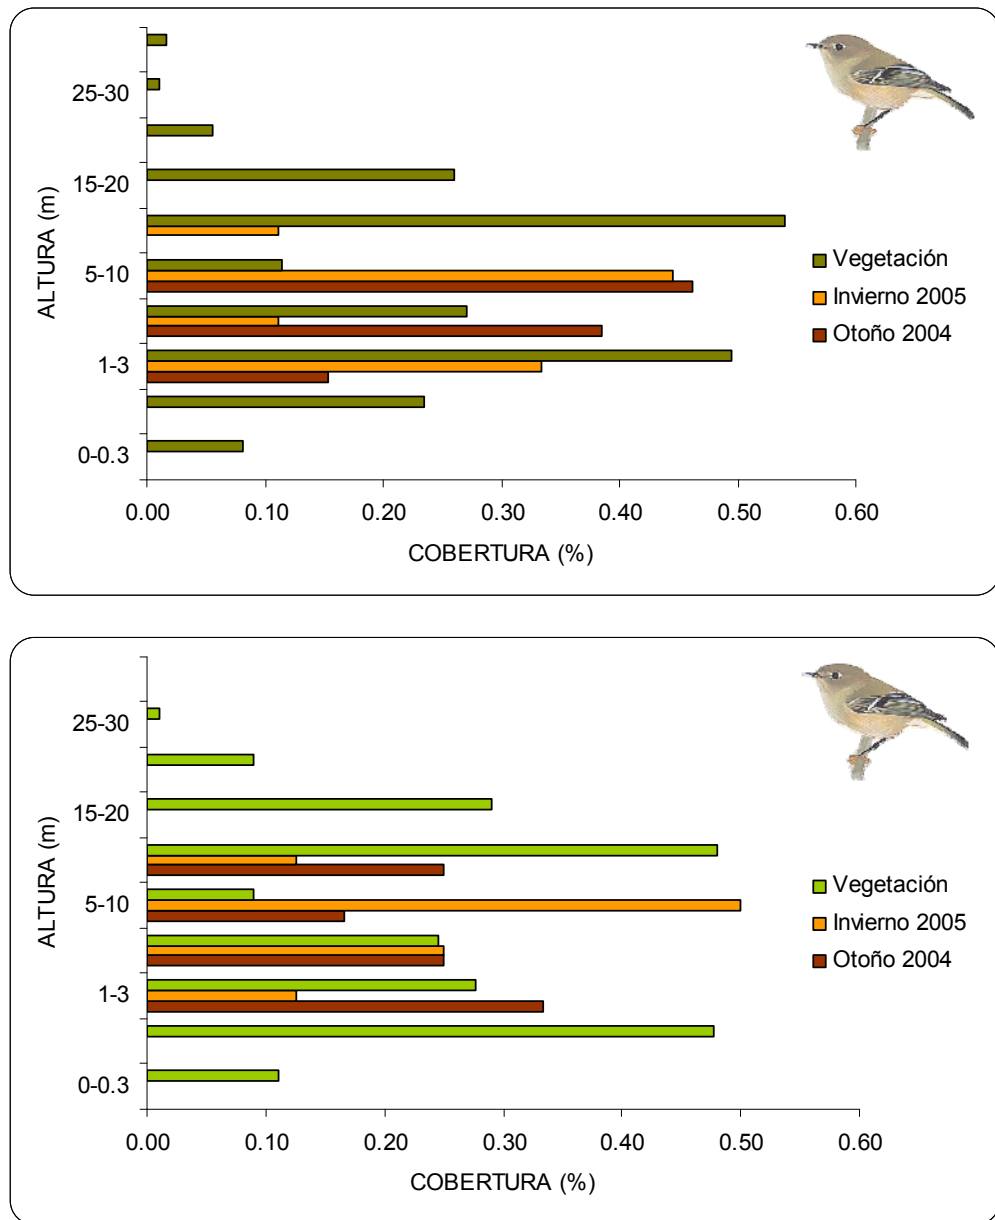 25-30
15-20
5-10
1-3
0-0.3
ALTURA (m)
0.00 0.10 0.20 0.30 0.40 0.50 0.60
COBERTURA (%)
Vegetación
Invierno 2005
Otoño 2004
25-30
15-20
5-10
1-3
0-0.3
ALTURA (m)
0.00 0.10 0.20 0.30 0.40 0.50 0.60
COBERTURA (%)
Vegetación
Invierno 2005
Otoño 2004